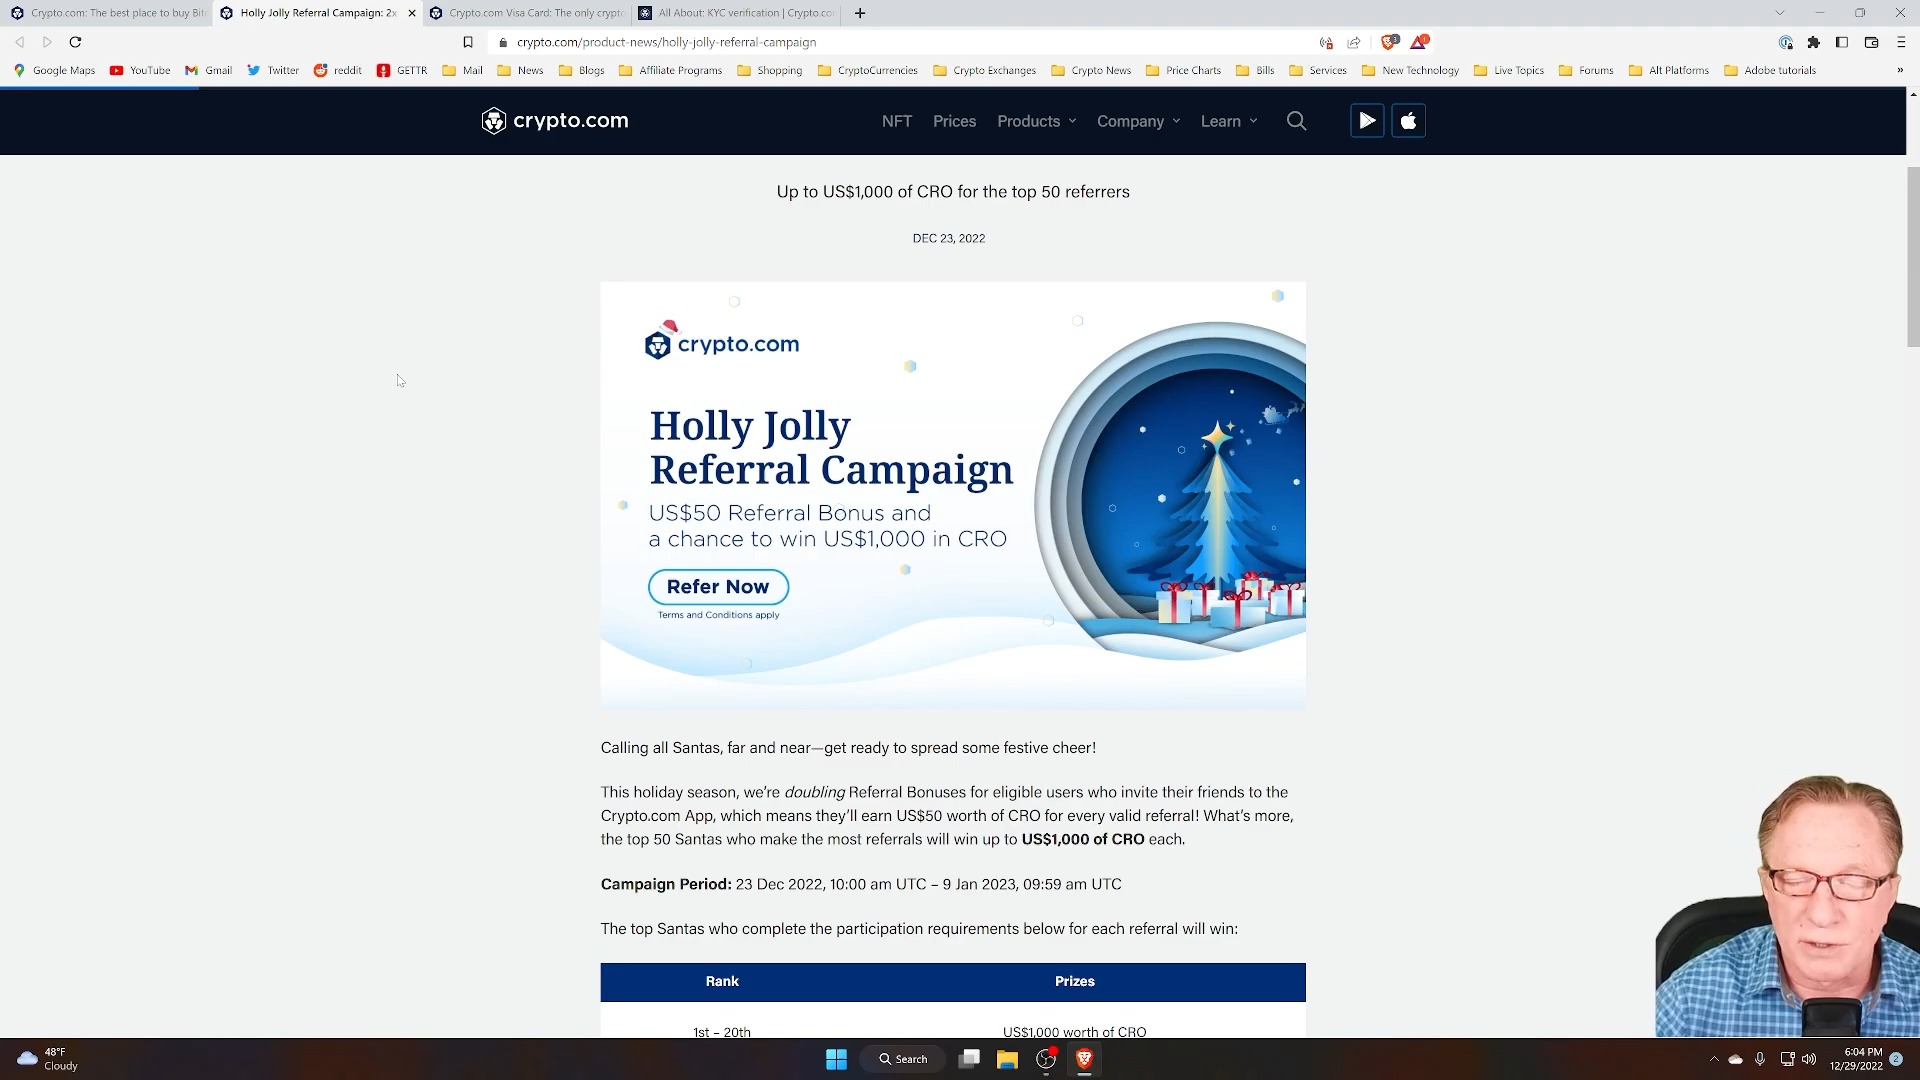 Crypto.com: The best place to buy Bit
Holly Jolly Referral Campaign: 2x
Crypto.com Visa Card: The only crypto
All About: KYC verification | Crypto.co
crypto.com/product-news/holly-jolly-referral-campaign
Google Maps
YouTube
Gmail
Twitter
reddit
GETTR
Mail
News
Blogs
Affiliate Programs
Shopping
CryptoCurrencies
Crypto Exchanges
Crypto News
Price Charts
Bills
Services
New Technology
Live Topics
Forums
Alt Platforms
Adobe tutorials
crypto.com
NFT
Prices
Products
Company
Learn
Up to US$1,000 of CRO for the top 50 referrers
DEC 23, 2022
crypto.com
Holly Jolly
Referral Campaign
US$50 Referral Bonus and
a chance to win US$1,000 in CRO
Refer Now
Terms and Conditions apply
Calling all Santas, far and near—get ready to spread some festive cheer!
This holiday season, we're doubling Referral Bonuses for eligible users who invite their friends to the
Crypto.com App, which means they'll earn US$50 worth of CRO for every valid referral! What's more,
the top 50 Santas who make the most referrals will win up to US$1,000 of CRO each.
Campaign Period: 23 Dec 2022, 10:00 am UTC – 9 Jan 2023, 09:59 am UTC
The top Santas who complete the participation requirements below for each referral will win:
Rank Prizes
1st – 20th US$1,000 worth of CRO
48°F
Cloudy
Search
6:04 PM
12/29/2022
2